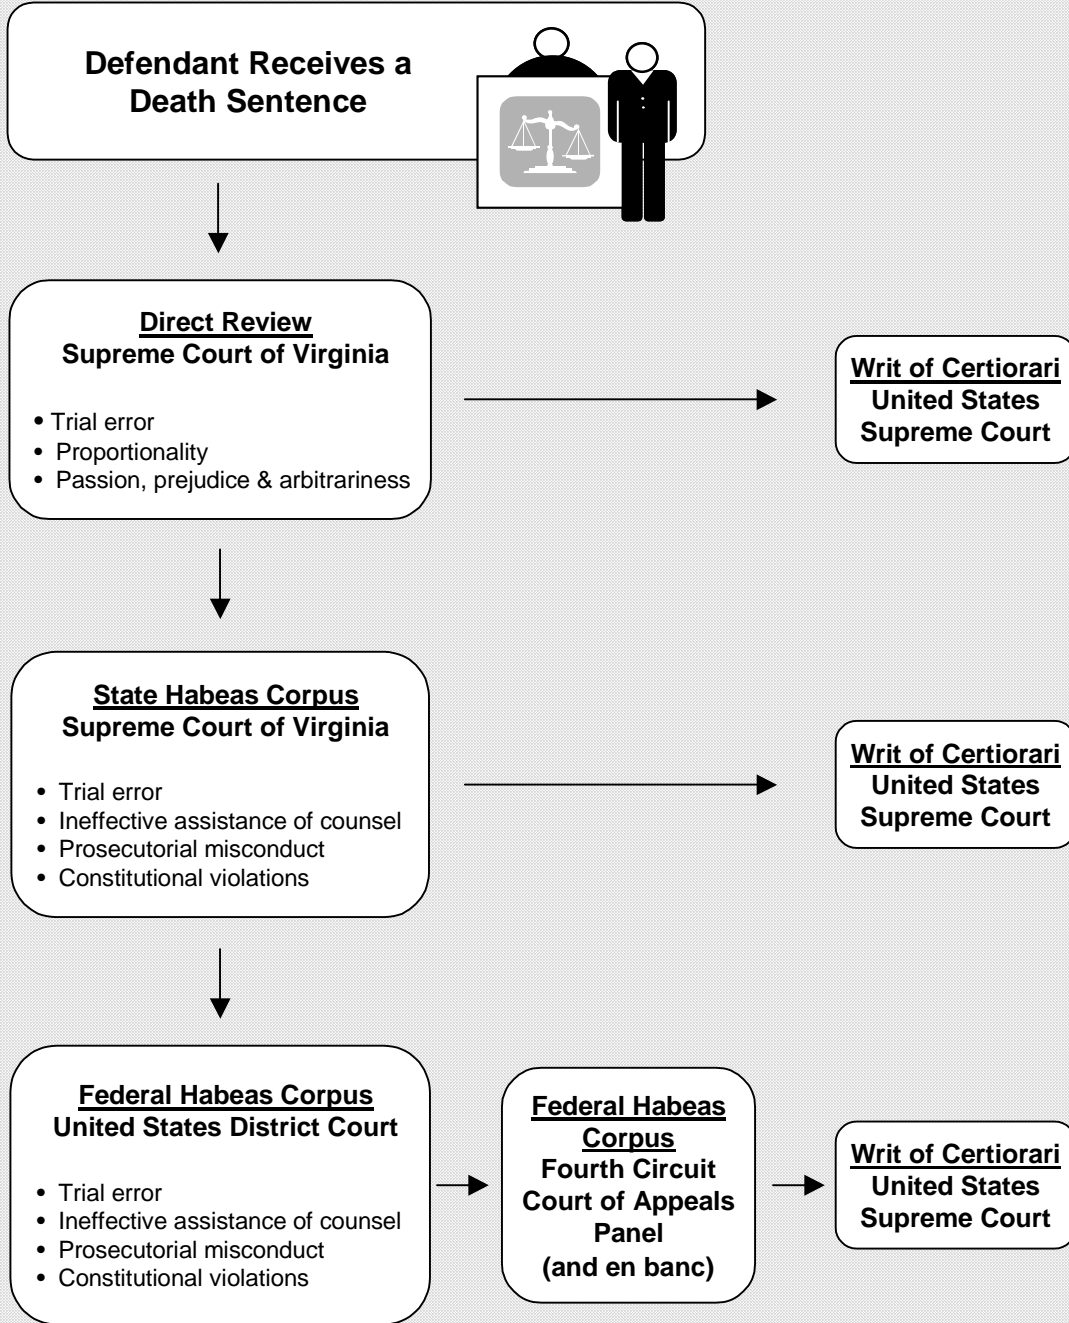 Defendant Receives a
Death Sentence
Direct Review
Supreme Court of Virginia
• Trial error
• Proportionality
• Passion, prejudice & arbitrariness
Writ of Certiorari
United States
Supreme Court
State Habeas Corpus
Supreme Court of Virginia
• Trial error
• Ineffective assistance of counsel
• Prosecutorial misconduct
• Constitutional violations
Writ of Certiorari
United States
Supreme Court
Federal Habeas Corpus
United States District Court
• Trial error
• Ineffective assistance of counsel
• Prosecutorial misconduct
• Constitutional violations
Federal Habeas
Corpus
Fourth Circuit
Court of Appeals
Panel
(and en banc)
Writ of Certiorari
United States
Supreme Court